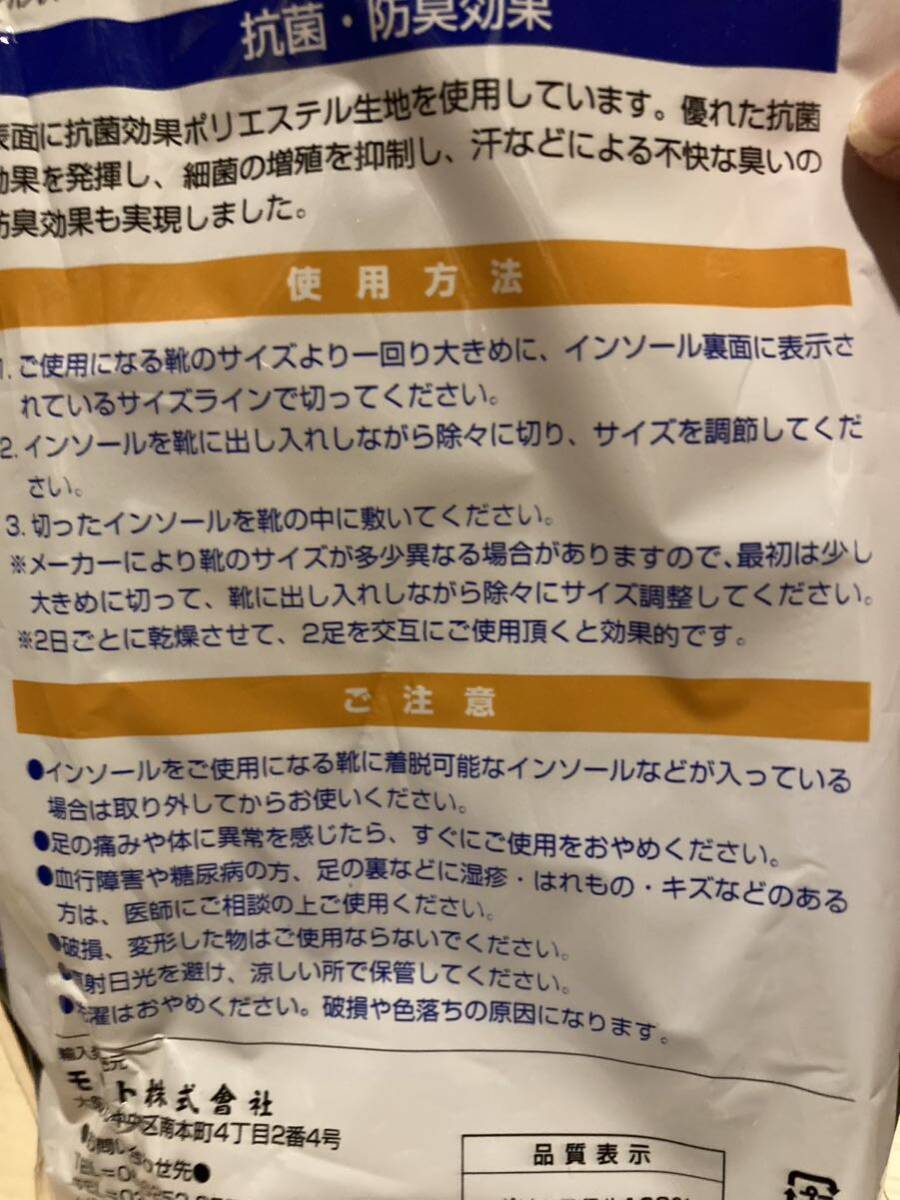 抗菌・防臭効果
表面に抗菌効果ポリエステル生地を使用しています。優れた抗菌
効果を発揮し、細菌の増殖を抑制し、汗などによる不快な臭いの
防臭効果も実現しました。
使用方法
1. ご使用になる靴のサイズより一回り大きめに、インソール裏面に表示さ
れているサイズラインで切ってください。
2. インソールを靴に出し入れしながら除々に切り、サイズを調節してくだ
さい。
3. 切ったインソールを靴の中に敷いてください。
※メーカーにより靴のサイズが多少異なる場合がありますので、最初は少し
大きめに切って、靴に出し入れしながら除々にサイズ調整してください。
※2日ごとに乾燥させて、2足を交互にご使用頂くと効果的です。
ご注意
●インソールをご使用になる靴に着脱可能なインソールなどが入っている
場合は取り外してからお使いください。
●足の痛みや体に異常を感じたら、すぐにご使用をおやめください。
●血行障害や糖尿病の方、足の裏などに湿疹・はれもの・キズなどのある
方は、医師にご相談の上ご使用ください。
●破損、変形した物はご使用ならないでください。
●直射日光を避け、涼しい所で保管してください。
●洗濯はおやめください。破損や色落ちの原因になります。
輸入発売元
ト株式會社
中央区南本町4丁目2番4号
●お問い合わせ先●
TEL=0
品質表示